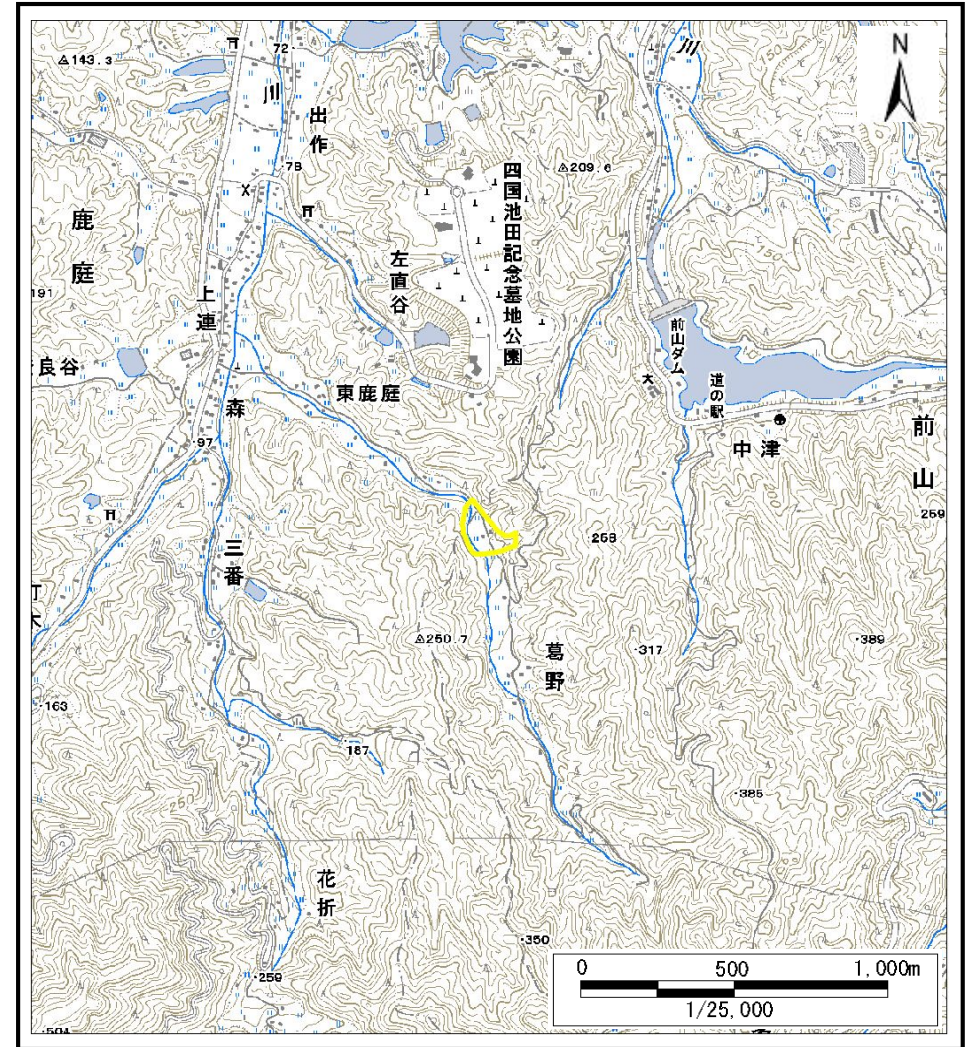 N
△143.3
72
川
川
出作
·78
四国池田記念墓地公園
△209.6
鹿庭
左直谷
191
上連
前山ダム
良谷
東鹿庭
道の駅
森
中津
前山
·97
259
·258
三番
△250.7
·317
·389
葛野
·163
·187
·385
花折
·350
·259
0 500 1,000m
1/25,000